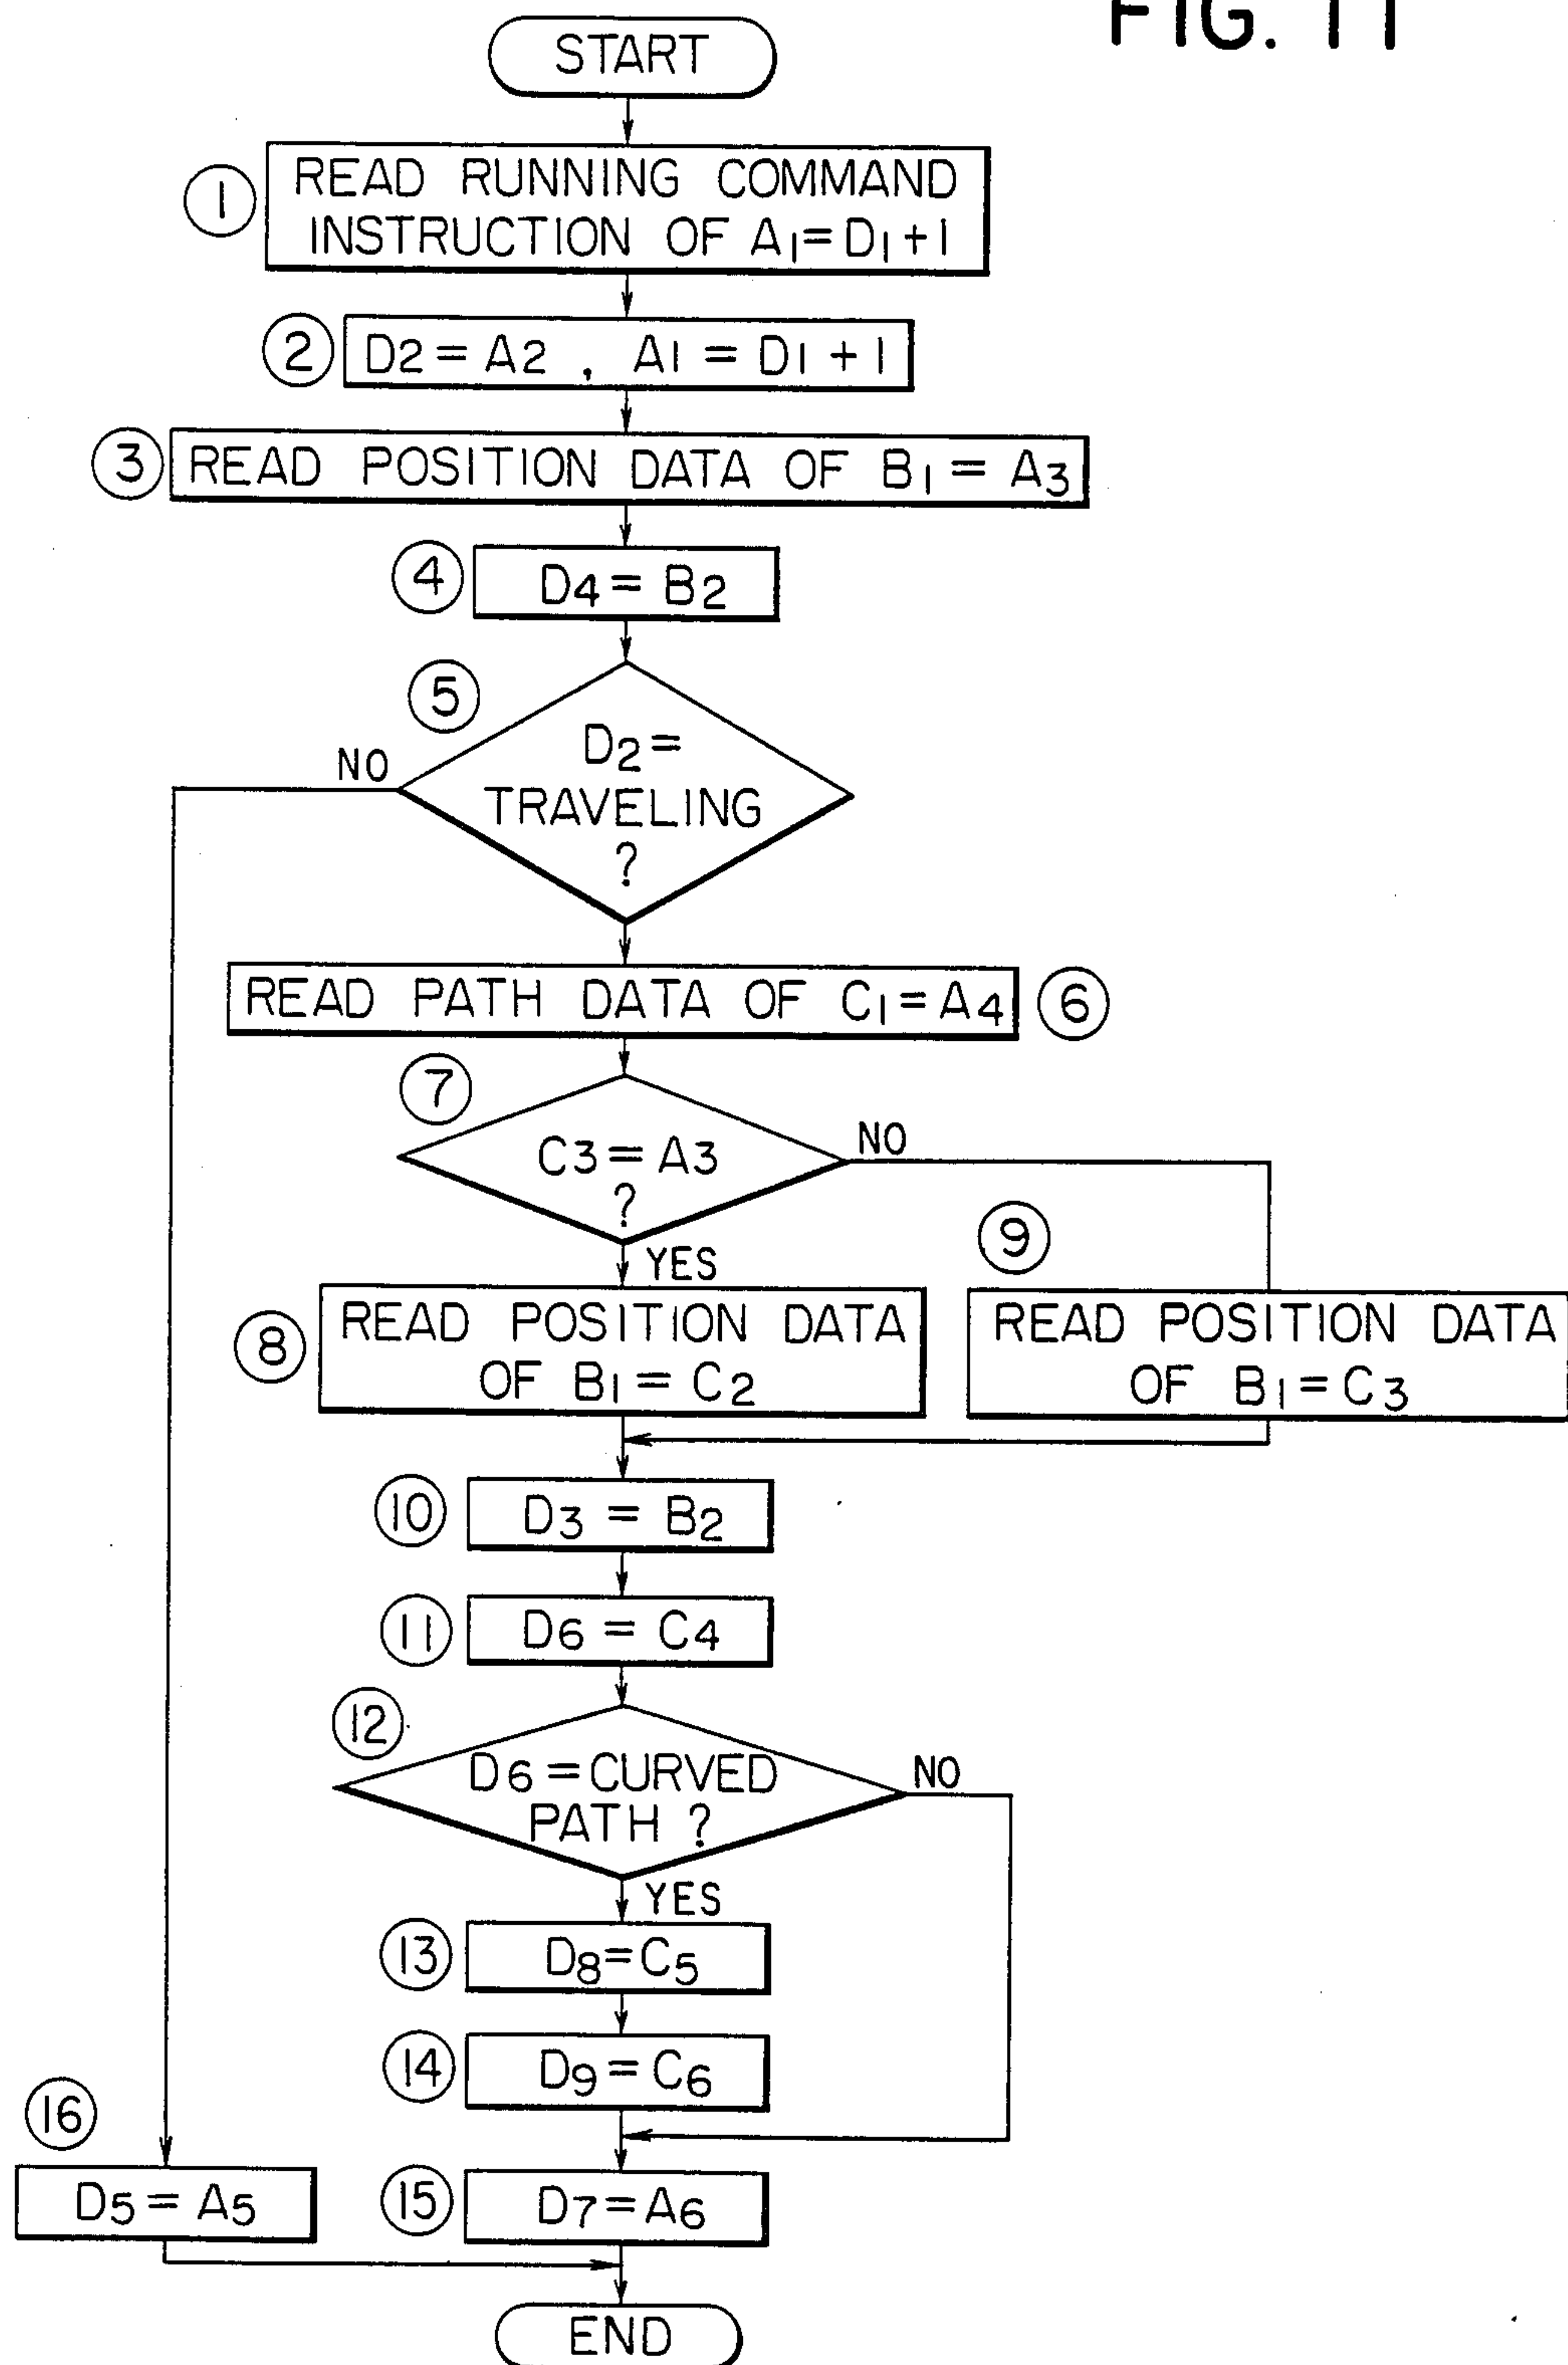 FIG. 11
START
1
READ RUNNING COMMAND
INSTRUCTION OF A1=D1+1
2
D2=A2 , A1=D1+1
3
READ POSITION DATA OF B1=A3
4
D4=B2
5
D2=
TRAVELING
?
NO
READ PATH DATA OF C1=A4
6
7
C3=A3
?
NO
YES
8
READ POSITION DATA
OF B1=C2
9
READ POSITION DATA
OF B1=C3
10
D3=B2
11
D6=C4
12
D6=CURVED
PATH ?
NO
YES
13
D8=C5
14
D9=C6
16
D5=A5
15
D7=A6
END